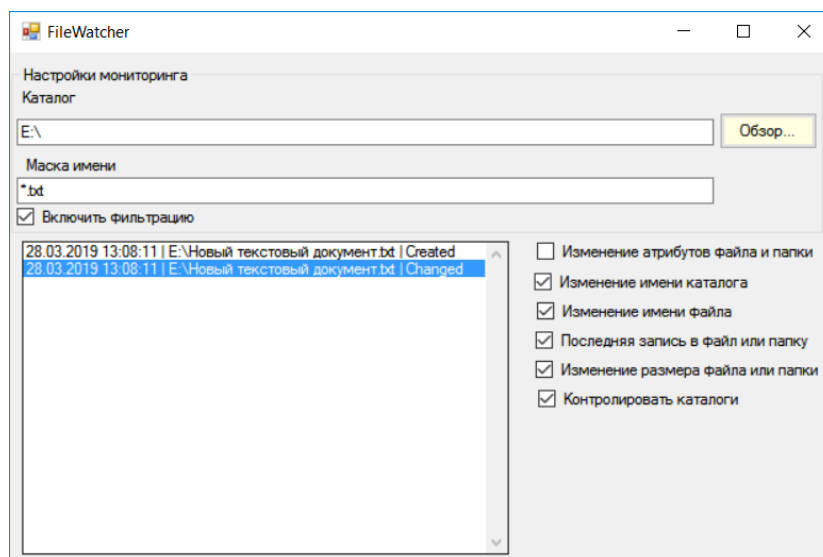 FileWatcher
Настройки мониторинга
Каталог
E:\
Обзор...
Маска имени
*.txt
Включить фильтрацию
28.03.2019 13:08:11 | E:\Новый текстовый документ.txt | Created
28.03.2019 13:08:11 | E:\Новый текстовый документ.txt | Changed
Изменение атрибутов файла и папки
Изменение имени каталога
Изменение имени файла
Последняя запись в файл или папку
Изменение размера файла или папки
Контролировать каталоги